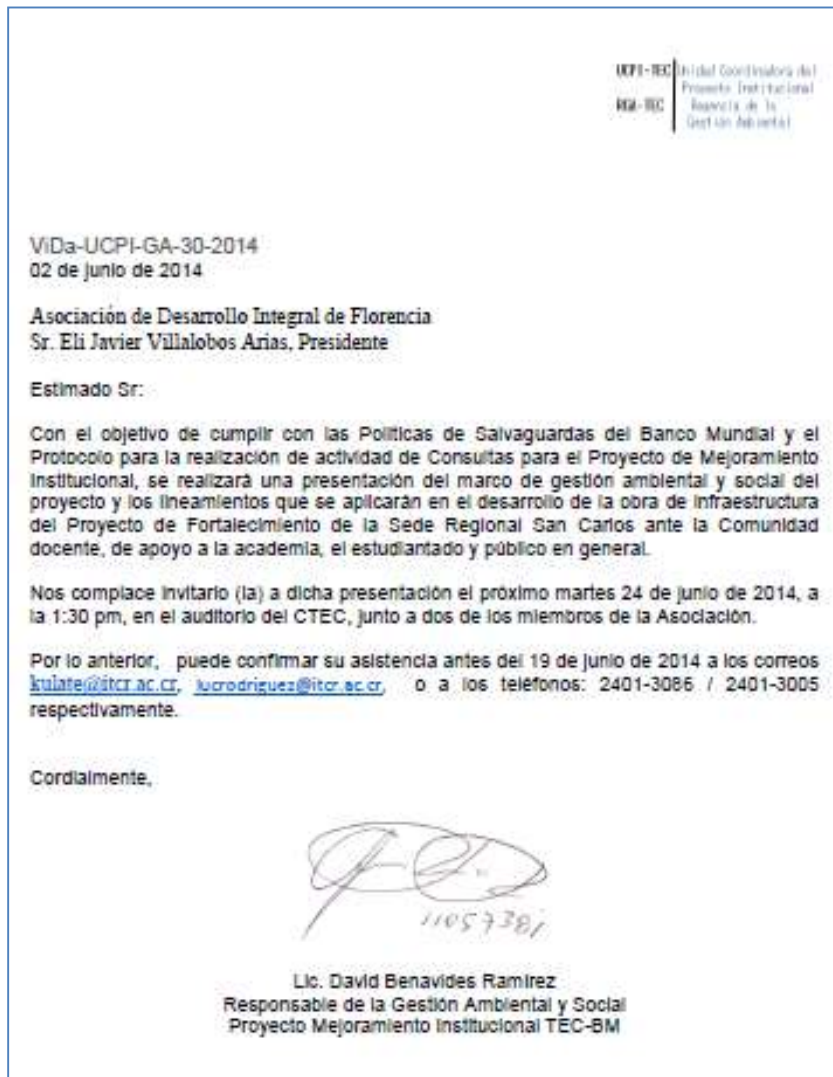 UCPI-TEC Unidad Coordinadora del
Proyecto Institucional
RGA-TEC Regencia de la
Gestión Ambiental
ViDa-UCPI-GA-30-2014
02 de junio de 2014
Asociación de Desarrollo Integral de Florencia
Sr. Eli Javier Villalobos Arias, Presidente
Estimado Sr:
Con el objetivo de cumplir con las Políticas de Salvaguardas del Banco Mundial y el
Protocolo para la realización de actividad de Consultas para el Proyecto de Mejoramiento
Institucional, se realizará una presentación del marco de gestión ambiental y social del
proyecto y los lineamientos que se aplicarán en el desarrollo de la obra de infraestructura
del Proyecto de Fortalecimiento de la Sede Regional San Carlos ante la Comunidad
docente, de apoyo a la academia, el estudiantado y público en general.
Nos complace invitarlo (la) a dicha presentación el próximo martes 24 de junio de 2014, a
la 1:30 pm, en el auditorio del CTEC, junto a dos de los miembros de la Asociación.
Por lo anterior, puede confirmar su asistencia antes del 19 de junio de 2014 a los correos
kulate@itcr.ac.cr, lucrodriguez@itcr.ac.cr, o a los teléfonos: 2401-3086 / 2401-3005
respectivamente.
Cordialmente,
Lic. David Benavides Ramírez
Responsable de la Gestión Ambiental y Social
Proyecto Mejoramiento Institucional TEC-BM